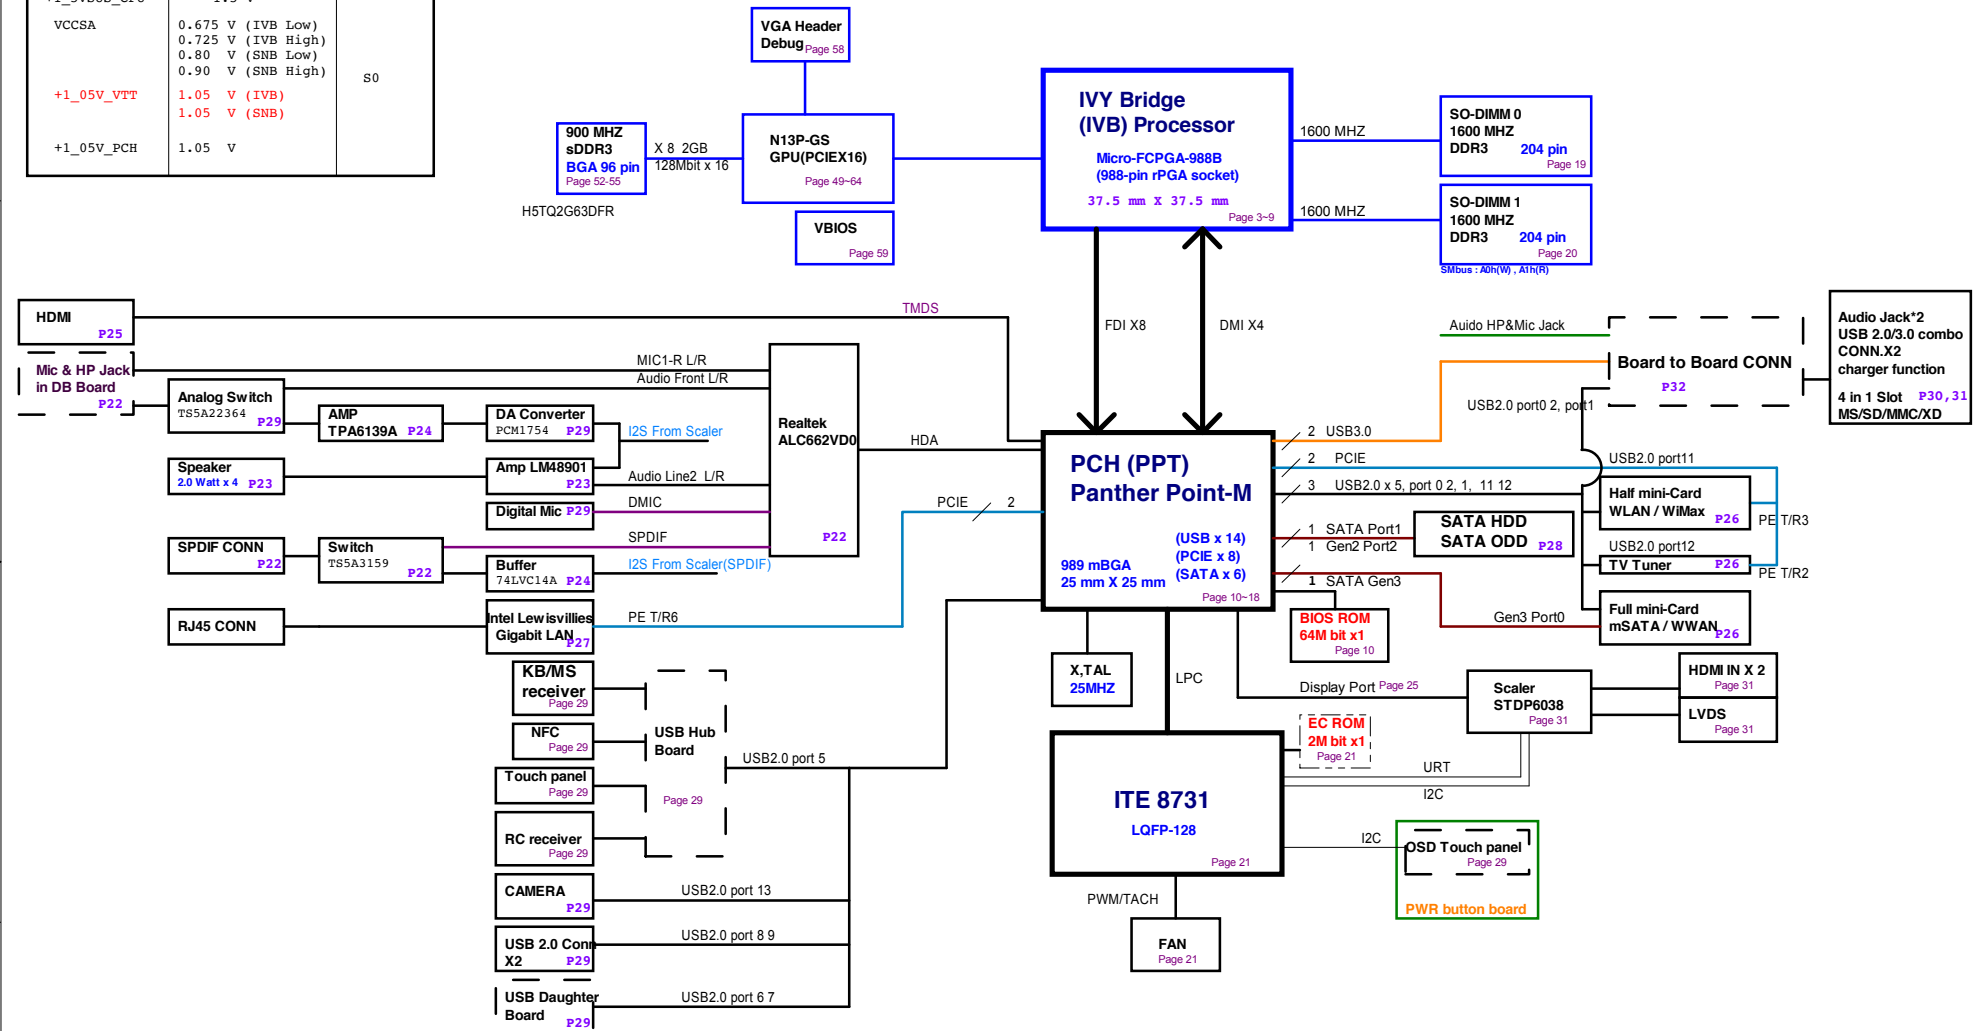 VCCSA 0.675 V (IVB Low)
0.725 V (IVB High)
0.80 V (SNB Low)
0.90 V (SNB High)
S0
+1_05V_VTT 1.05 V (IVB)
1.05 V (SNB)
+1_05V_PCH 1.05 V
VGA Header
Debug Page 58
900 MHZ
sDDR3
BGA 96 pin
Page 52-55
H5TQ2G63DFR
X 8 2GB
128Mbit x 16
N13P-GS
GPU(PCIEX16)
Page 49~64
VBIOS
Page 59
IVY Bridge
(IVB) Processor
Micro-FCPGA-988B
(988-pin rPGA socket)
37.5 mm X 37.5 mm
Page 3~9
1600 MHZ
SO-DIMM 0
1600 MHZ
DDR3 204 pin
Page 19
1600 MHZ
SO-DIMM 1
1600 MHZ
DDR3 204 pin
Page 20
SMbus : A0h(W) , A1h(R)
HDMI
P25
TMDS
FDI X8
DMI X4
Mic & HP Jack
in DB Board
P22
MIC1-R L/R
Audio Front L/R
Analog Switch
TS5A22364
P29
AMP
TPA6139A P24
DA Converter
PCM1754 P29
I2S From Scaler
Speaker
2.0 Watt x 4 P23
Amp LM48901
P23
Audio Line2 L/R
Digital Mic P29
DMIC
SPDIF CONN
P22
Switch
TS5A3159
P22
SPDIF
Buffer
74LVC14A P24
I2S From Scaler(SPDIF)
Realtek
ALC662VD0
P22
HDA
PCIE 2
RJ45 CONN
Intel Lewisvillies
Gigabit LAN
P27
PE T/R6
Auido HP&Mic Jack
Board to Board CONN
P32
Audio Jack*2
USB 2.0/3.0 combo
CONN.X2
charger function
4 in 1 Slot P30,31
MS/SD/MMC/XD
USB2.0 port0 2, port1
PCH (PPT)
Panther Point-M
(USB x 14)
(PCIE x 8)
(SATA x 6)
989 mBGA
25 mm X 25 mm
Page 10~18
2 USB3.0
2 PCIE
3 USB2.0 x 5, port 0 2, 1, 11 12
1 SATA Port1
1 Gen2 Port2
1 SATA Gen3
SATA HDD
SATA ODD P28
USB2.0 port11
Half mini-Card
WLAN / WiMax
P26
PE T/R3
USB2.0 port12
TV Tuner P26
PE T/R2
Gen3 Port0
Full mini-Card
mSATA / WWAN
P26
BIOS ROM
64M bit x1
Page 10
X,TAL
25MHZ
LPC
Display Port Page 25
Scaler
STDP6038
Page 31
HDMI IN X 2
Page 31
LVDS
Page 31
EC ROM
2M bit x1
Page 21
URT
I2C
ITE 8731
LQFP-128
Page 21
I2C
OSD Touch panel
Page 29
PWR button board
PWM/TACH
FAN
Page 21
KB/MS
receiver
Page 29
NFC
Page 29
USB Hub
Board
Page 29
Touch panel
Page 29
RC receiver
Page 29
USB2.0 port 5
CAMERA
P29
USB2.0 port 13
USB 2.0 Conn
X2
P29
USB2.0 port 8 9
USB Daughter
Board
P29
USB2.0 port 6 7